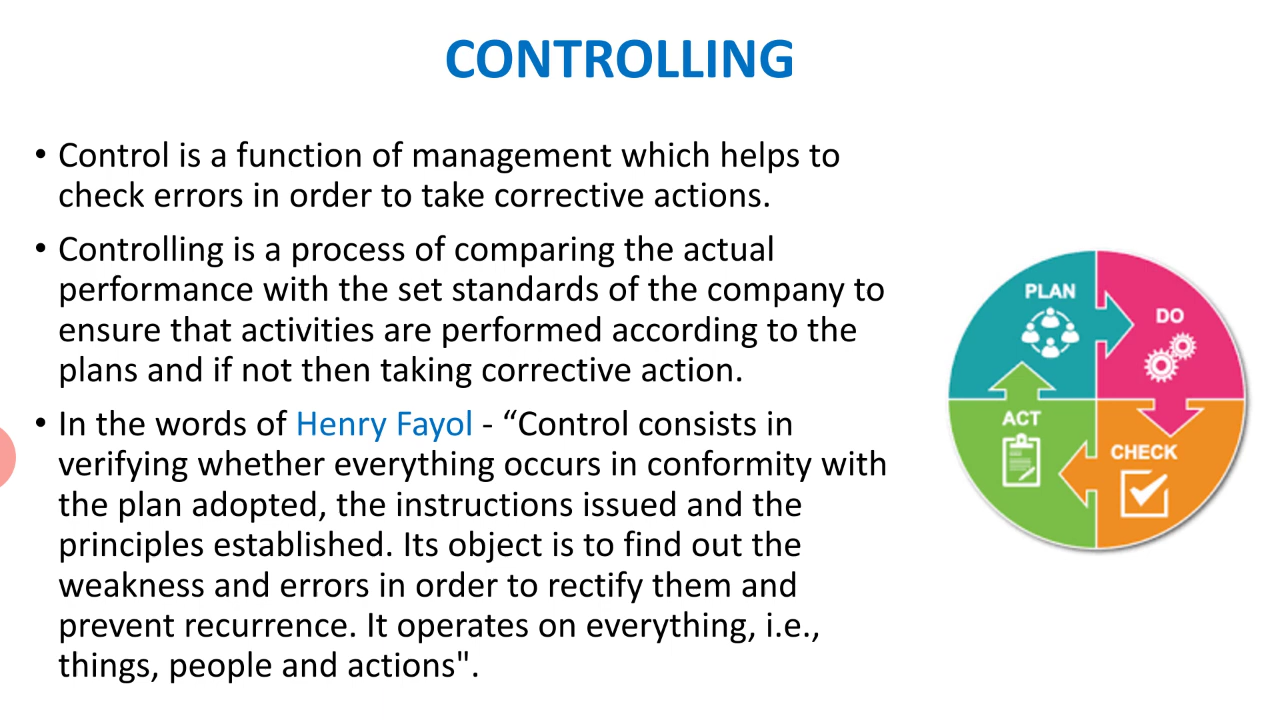 CONTROLLING
• Control is a function of management which helps to
check errors in order to take corrective actions.
• Controlling is a process of comparing the actual
performance with the set standards of the company to
ensure that activities are performed according to the
plans and if not then taking corrective action.
• In the words of Henry Fayol - “Control consists in
verifying whether everything occurs in conformity with
the plan adopted, the instructions issued and the
principles established. Its object is to find out the
weakness and errors in order to rectify them and
prevent recurrence. It operates on everything, i.e.,
things, people and actions".
PLAN
DO
CHECK
ACT